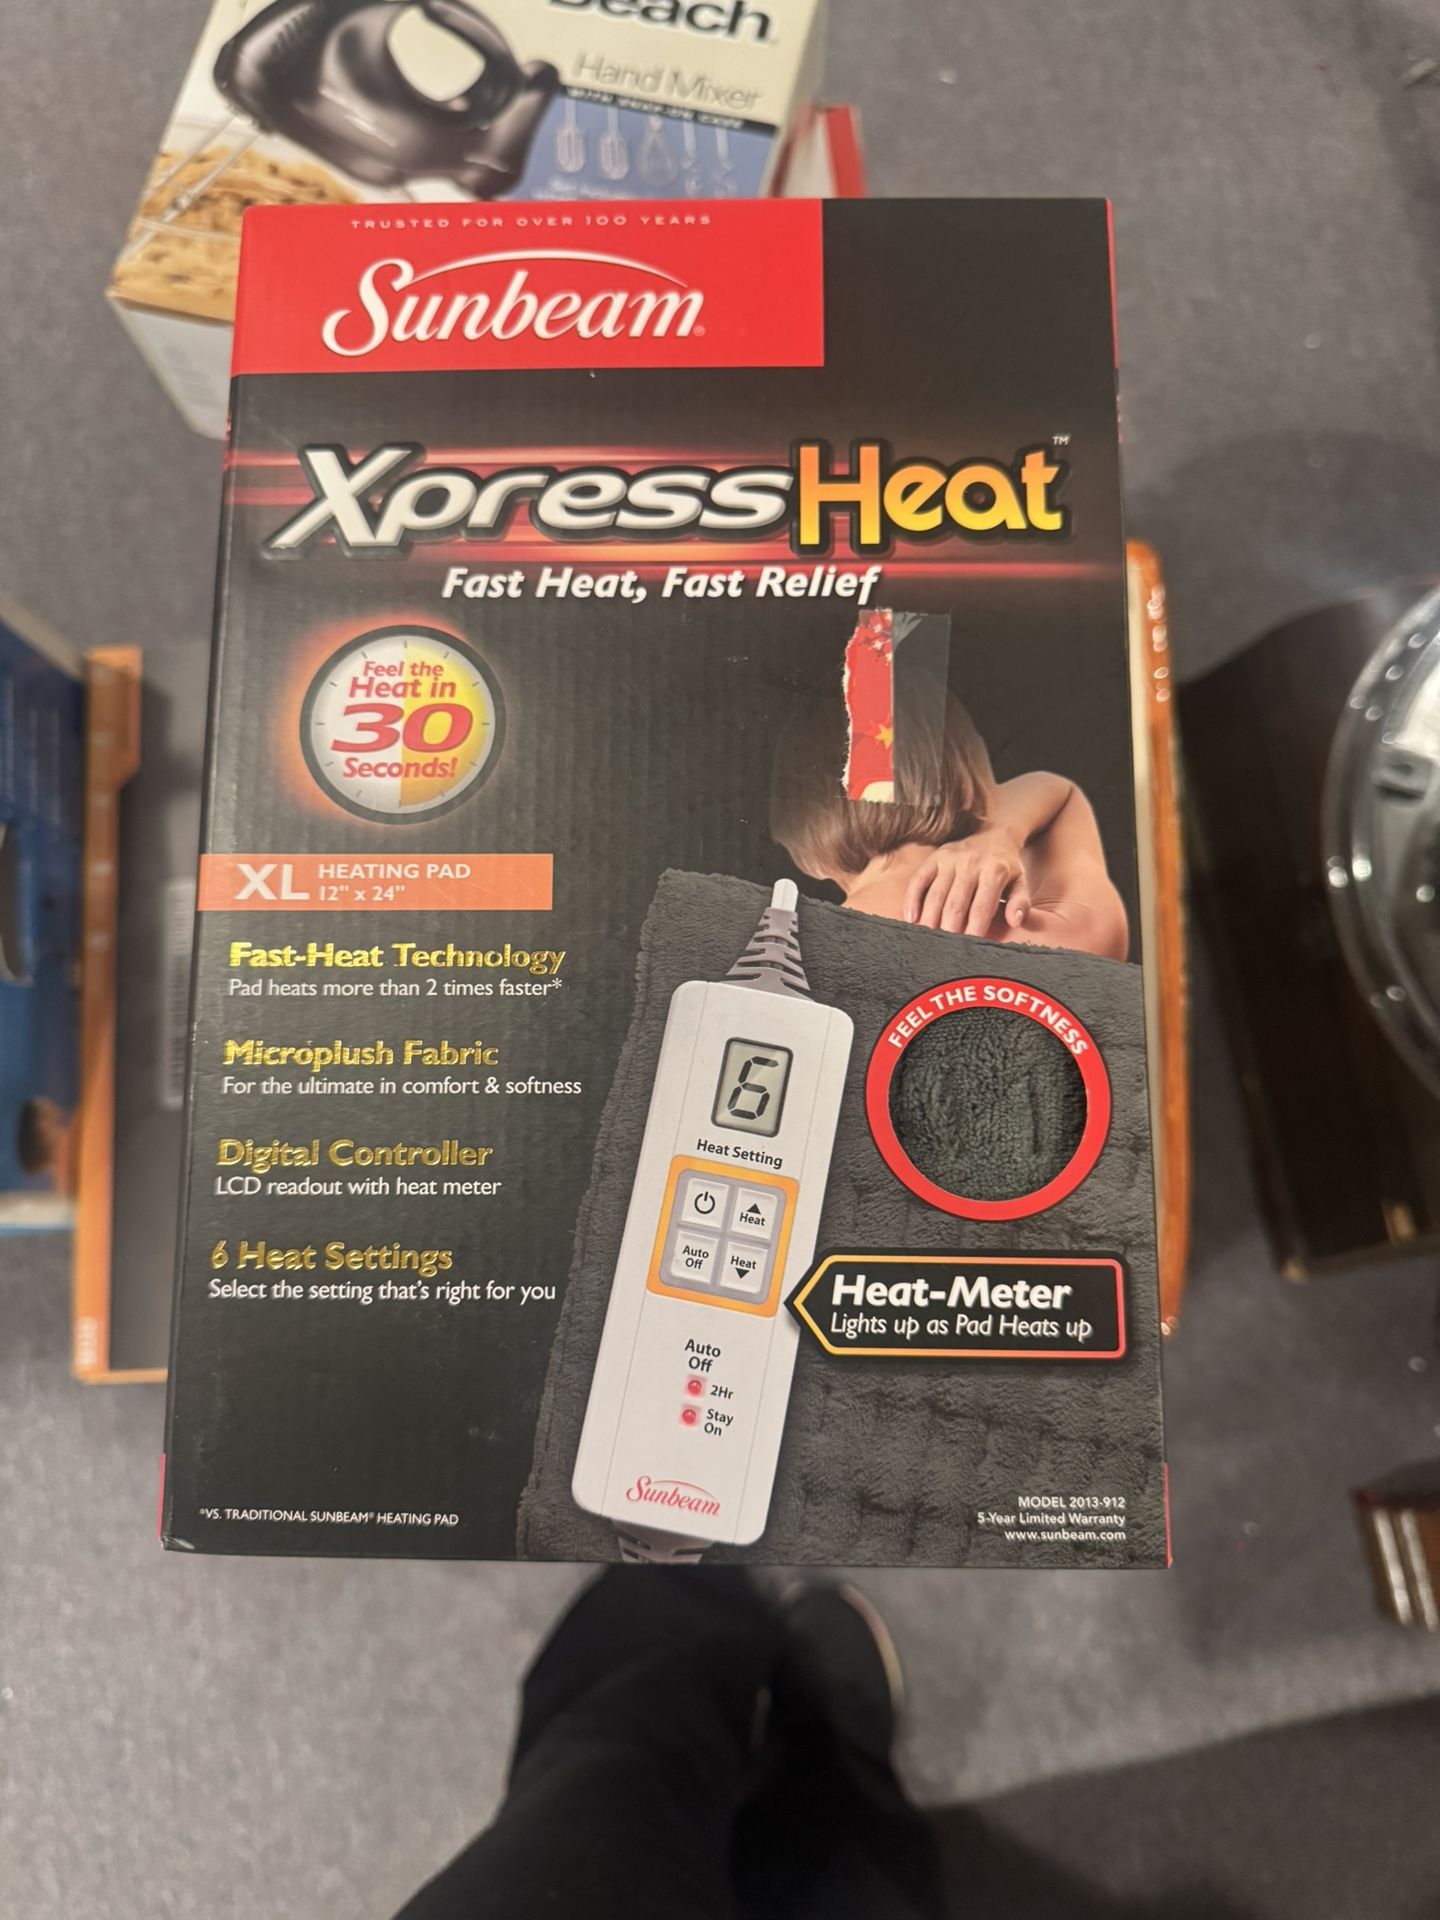 Beach
Hand Mixer
TRUSTED FOR OVER 100 YEARS
Sunbeam®
XpressHeat™
Fast Heat, Fast Relief
Feel the
Heat in
30
Seconds!
XL HEATING PAD
12" x 24"
Fast-Heat Technology
Pad heats more than 2 times faster*
Microplush Fabric
For the ultimate in comfort & softness
Digital Controller
LCD readout with heat meter
6 Heat Settings
Select the setting that's right for you
*VS. TRADITIONAL SUNBEAM® HEATING PAD
6
Heat Setting
Heat
Auto
Off
Heat
Auto
Off
2Hr
Stay
On
Sunbeam
FEEL THE SOFTNESS
Heat-Meter
Lights up as Pad Heats up
MODEL 2013-912
5-Year Limited Warranty
www.sunbeam.com